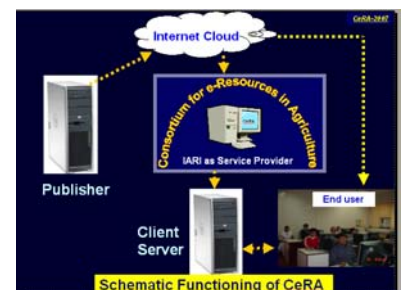 CeRA-2007
Internet Cloud
Consortium for e-Resources in Agriculture
CeRA
IARI as Service Provider
Publisher
End user
Client
Server
Schematic Functioning of CeRA